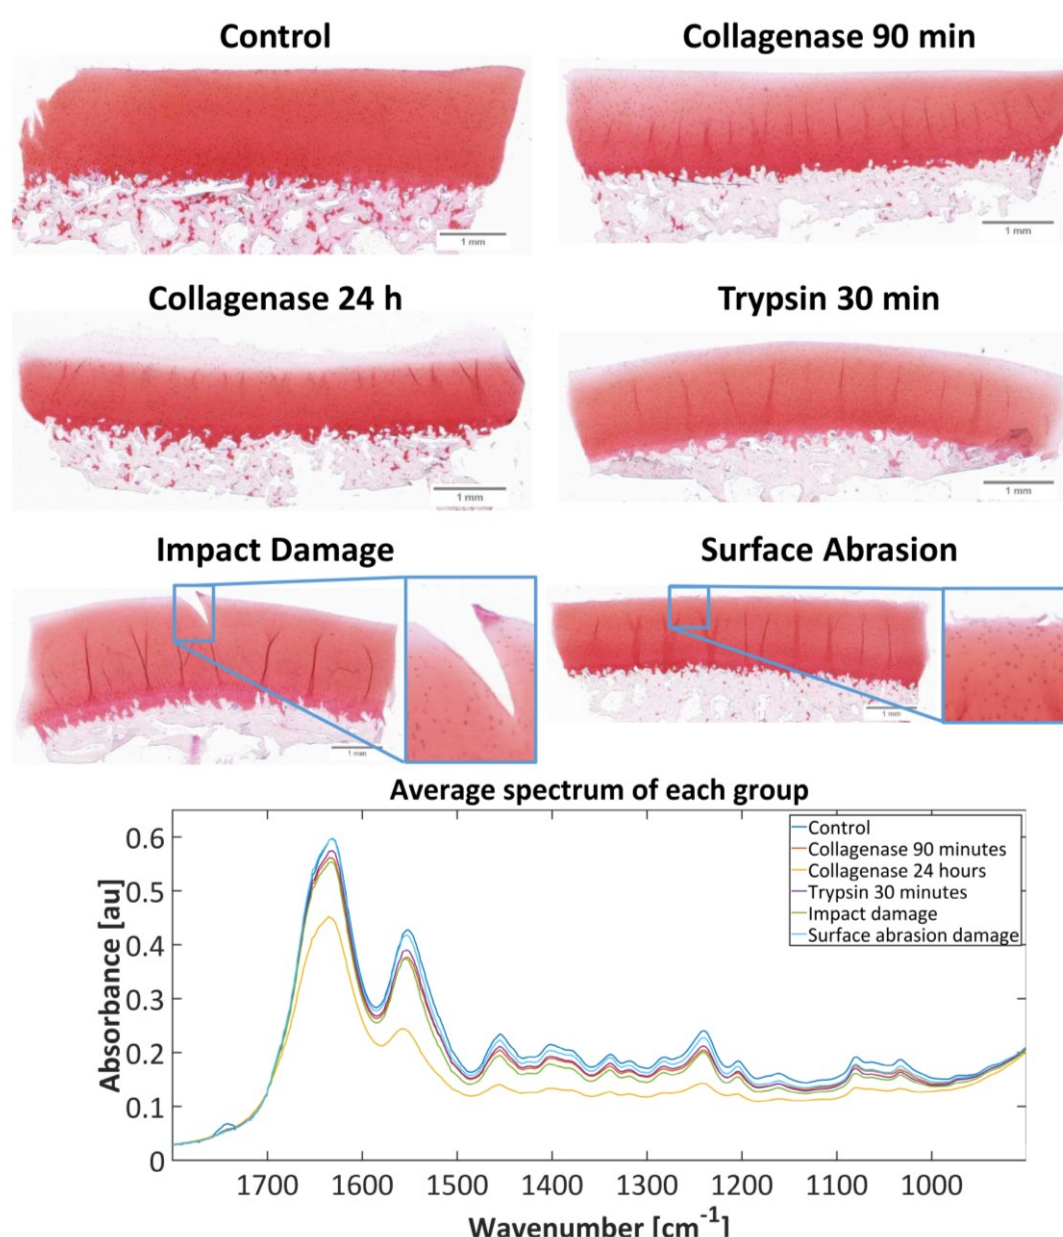 Control
Collagenase 90 min
1 mm
1 mm
Collagenase 24 h
Trypsin 30 min
1 mm
1 mm
Impact Damage
Surface Abrasion
1 mm
1 mm
Average spectrum of each group
Absorbance [au]
0.6
0.5
0.4
0.3
0.2
0.1
0
Control
Collagenase 90 minutes
Collagenase 24 hours
Trypsin 30 minutes
Impact damage
Surface abrasion damage
1700 1600 1500 1400 1300 1200 1100 1000
Wavenumber [cm⁻¹]